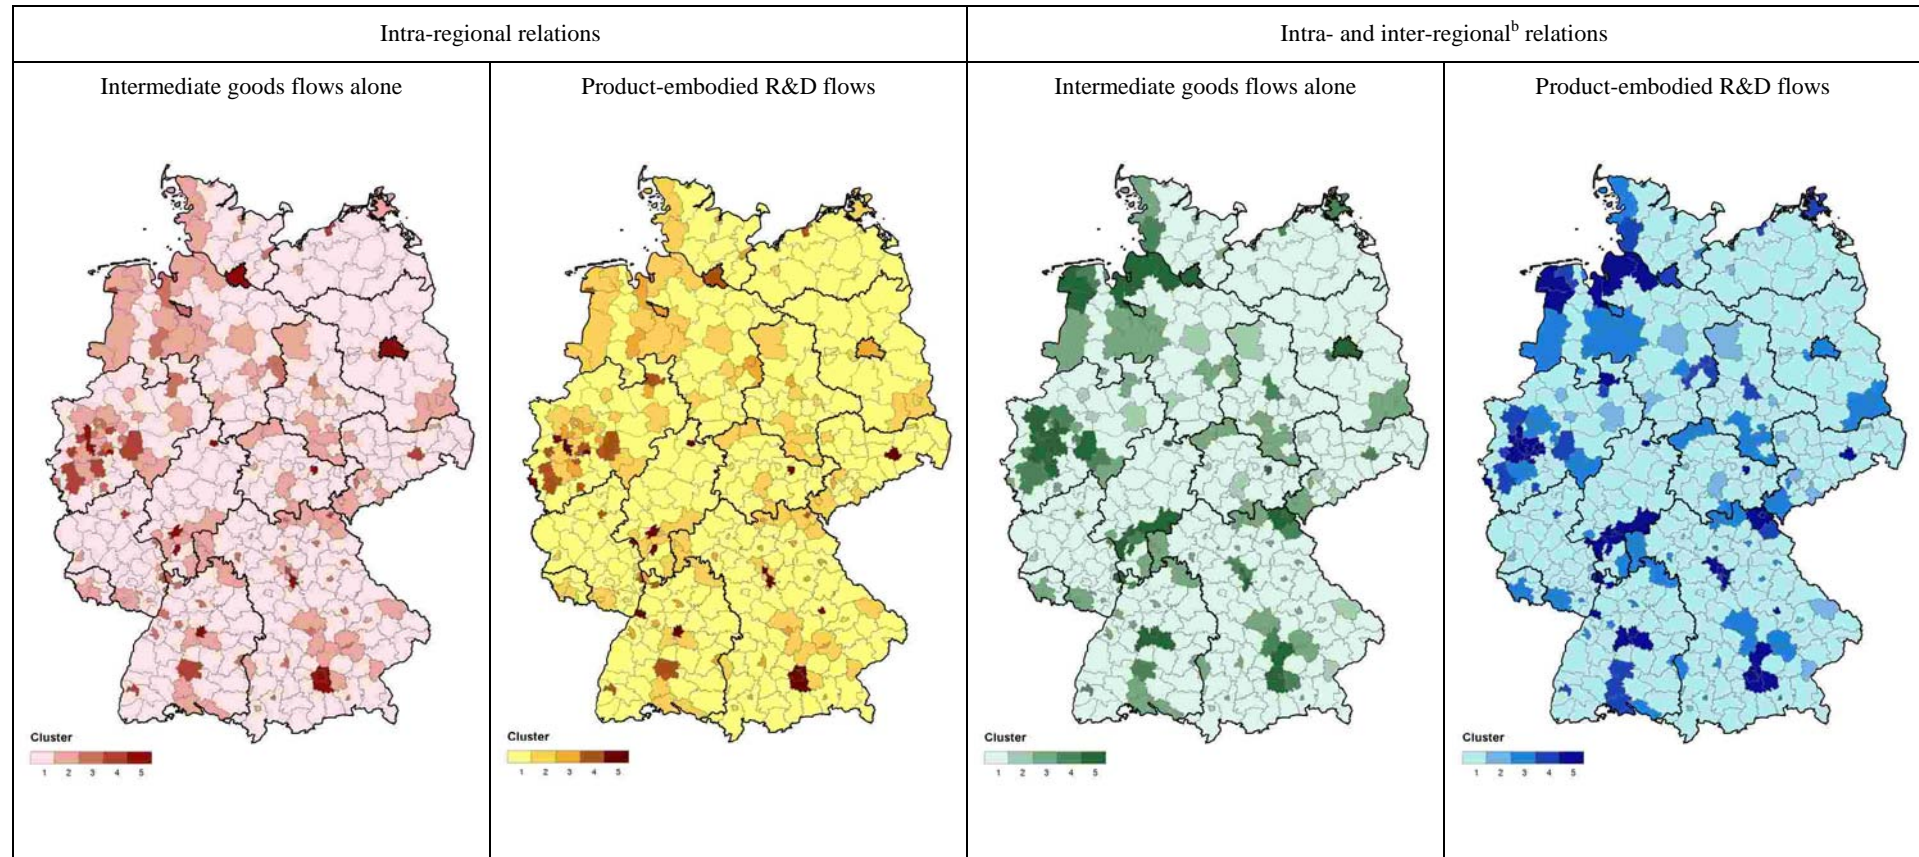 Intra-regional relations
Intra- and inter-regionalᵇ relations
Intermediate goods flows alone
Product-embodied R&D flows
Intermediate goods flows alone
Product-embodied R&D flows
Cluster
1 2 3 4 5
Cluster
1 2 3 4 5
Cluster
1 2 3 4 5
Cluster
1 2 3 4 5